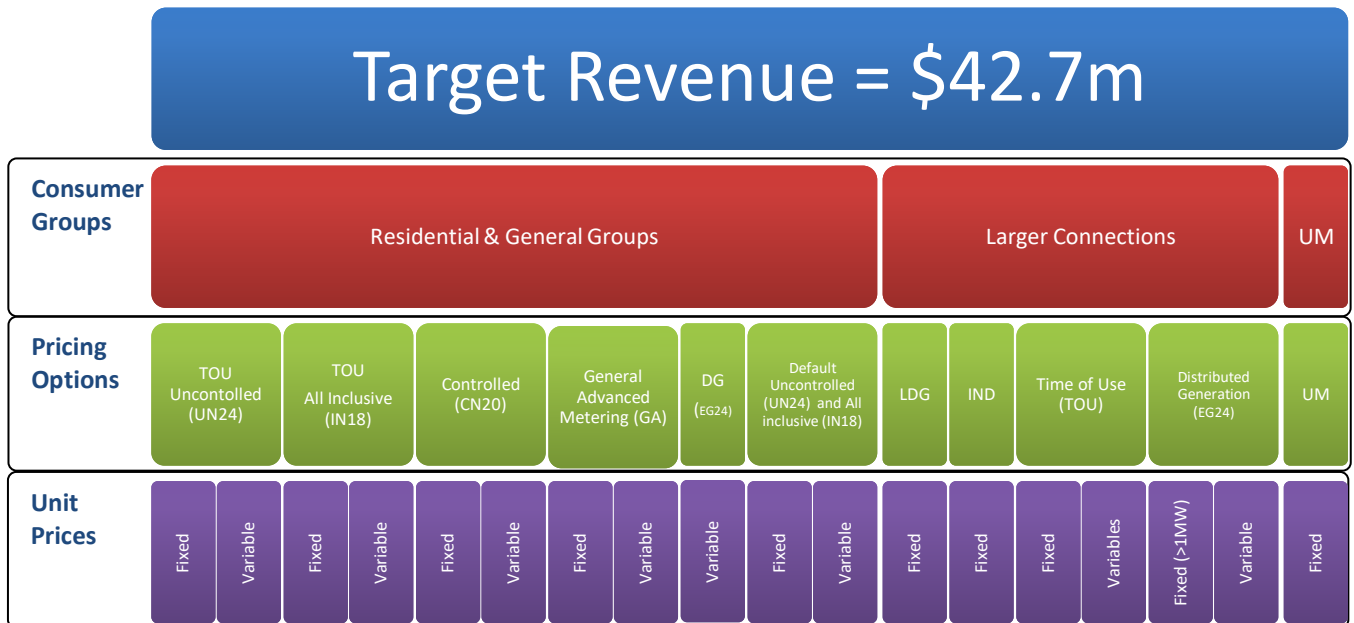 Target Revenue = $42.7m
Consumer
Groups
Residential & General Groups
Larger Connections
UM
Pricing
Options
TOU
Uncontolled
(UN24)
TOU
All Inclusive
(IN18)
Controlled
(CN20)
General
Advanced
Metering (GA)
DG
(EG24)
Default
Uncontrolled
(UN24) and All
inclusive (IN18)
LDG
IND
Time of Use
(TOU)
Distributed
Generation
(EG24)
UM
Unit
Prices
Fixed
Variable
Fixed
Variable
Fixed
Variable
Fixed
Variable
Variable
Fixed
Variable
Fixed
Fixed
Fixed
Variables
Fixed (>1MW)
Variable
Fixed